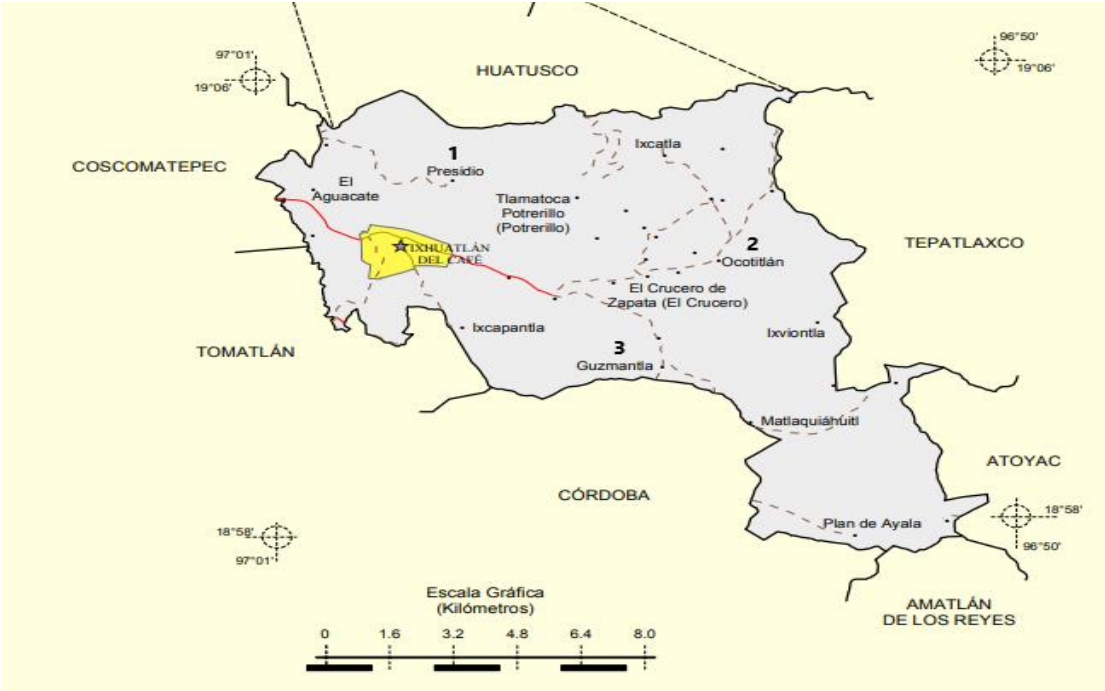 97°01'
19°06'
HUATUSCO
96°50'
19°06'
COSCOMATEPEC
1
Presidio
Ixcatla
El
Aguacate
Tlamatoca
Potrerillo
(Potrerillo)
IXHUATLÁN
DEL CAFÉ
2
Ocotitlán
TEPATLAXCO
El Crucero de
Zapata (El Crucero)
Ixcapantla
Ixviontla
TOMATLÁN
3
Guzmantla
Matlaquiáhuitl
ATOYAC
CÓRDOBA
18°58'
97°01'
Plan de Ayala
18°58'
96°50'
Escala Gráfica
(Kilómetros)
0 1.6 3.2 4.8 6.4 8.0
AMATLÁN
DE LOS REYES